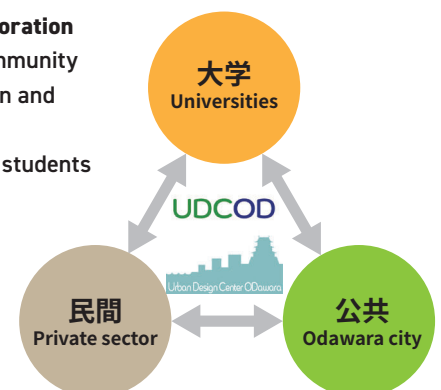 oration
mmunity
n and
students
大学
Universities
UDCOD
Urban Design Center ODawara
民間
Private sector
公共
Odawara city